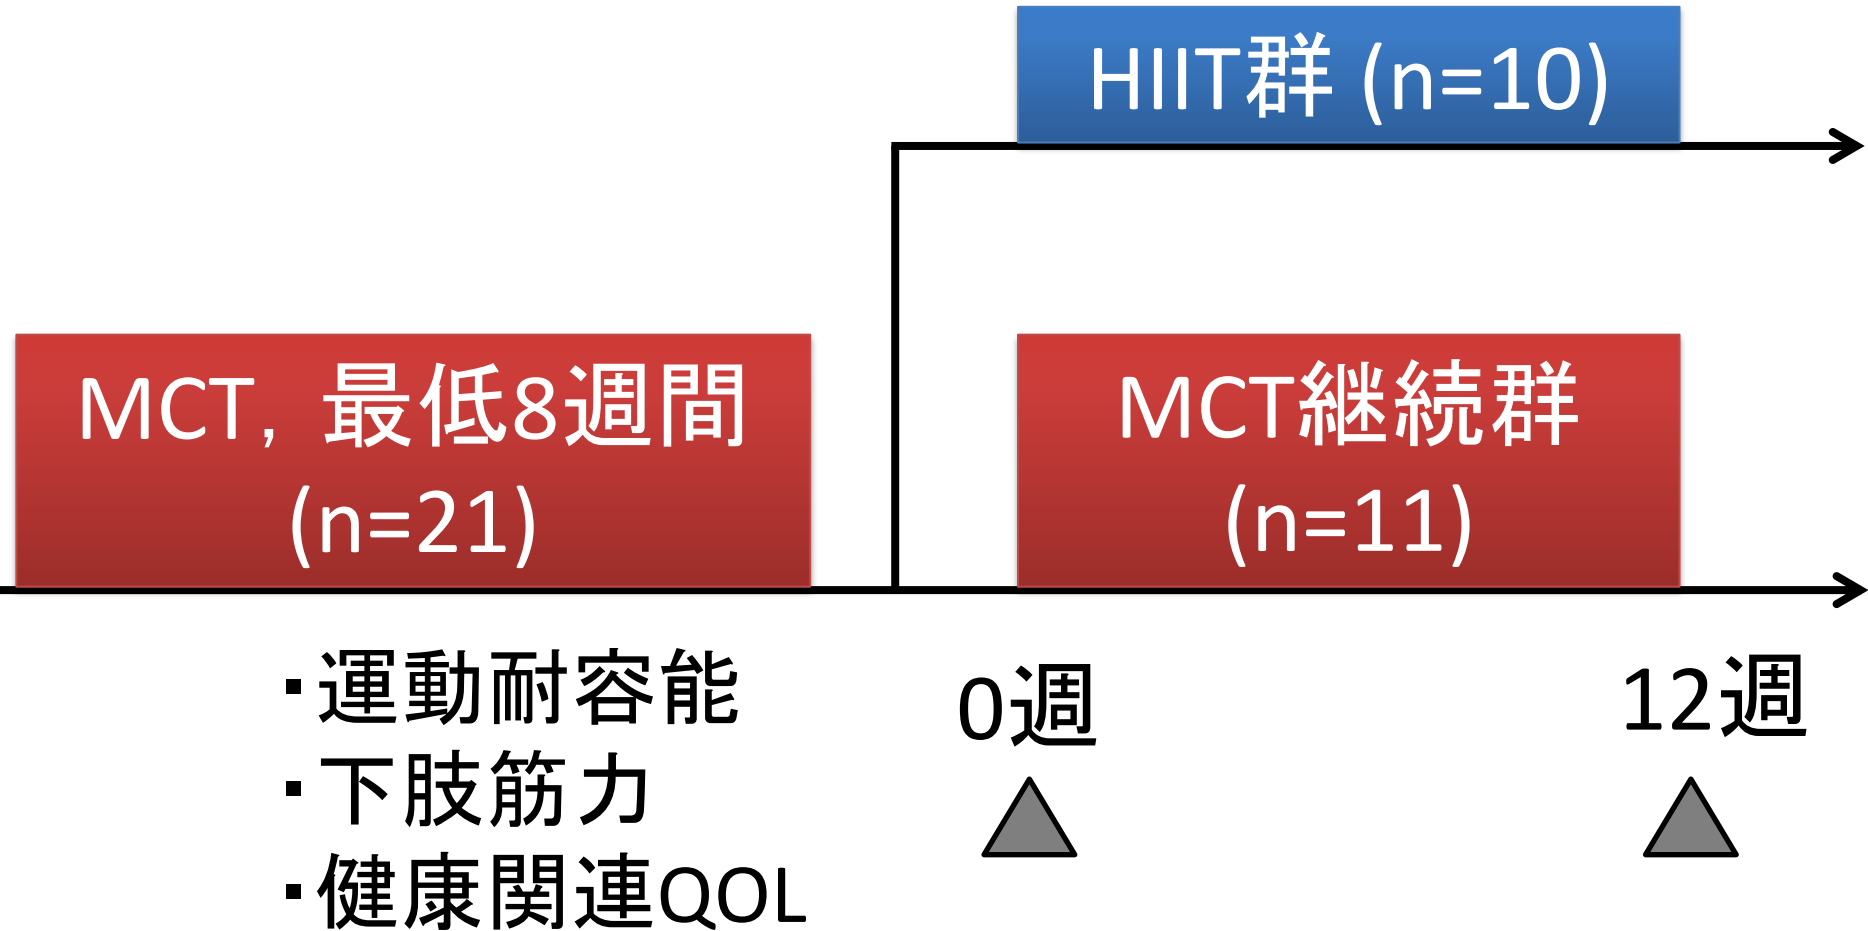 HIIT群 (n=10)
MCT, 最低8週間
(n=21)
MCT継続群
(n=11)
・運動耐容能
・下肢筋力
・健康関連QOL
0週
12週